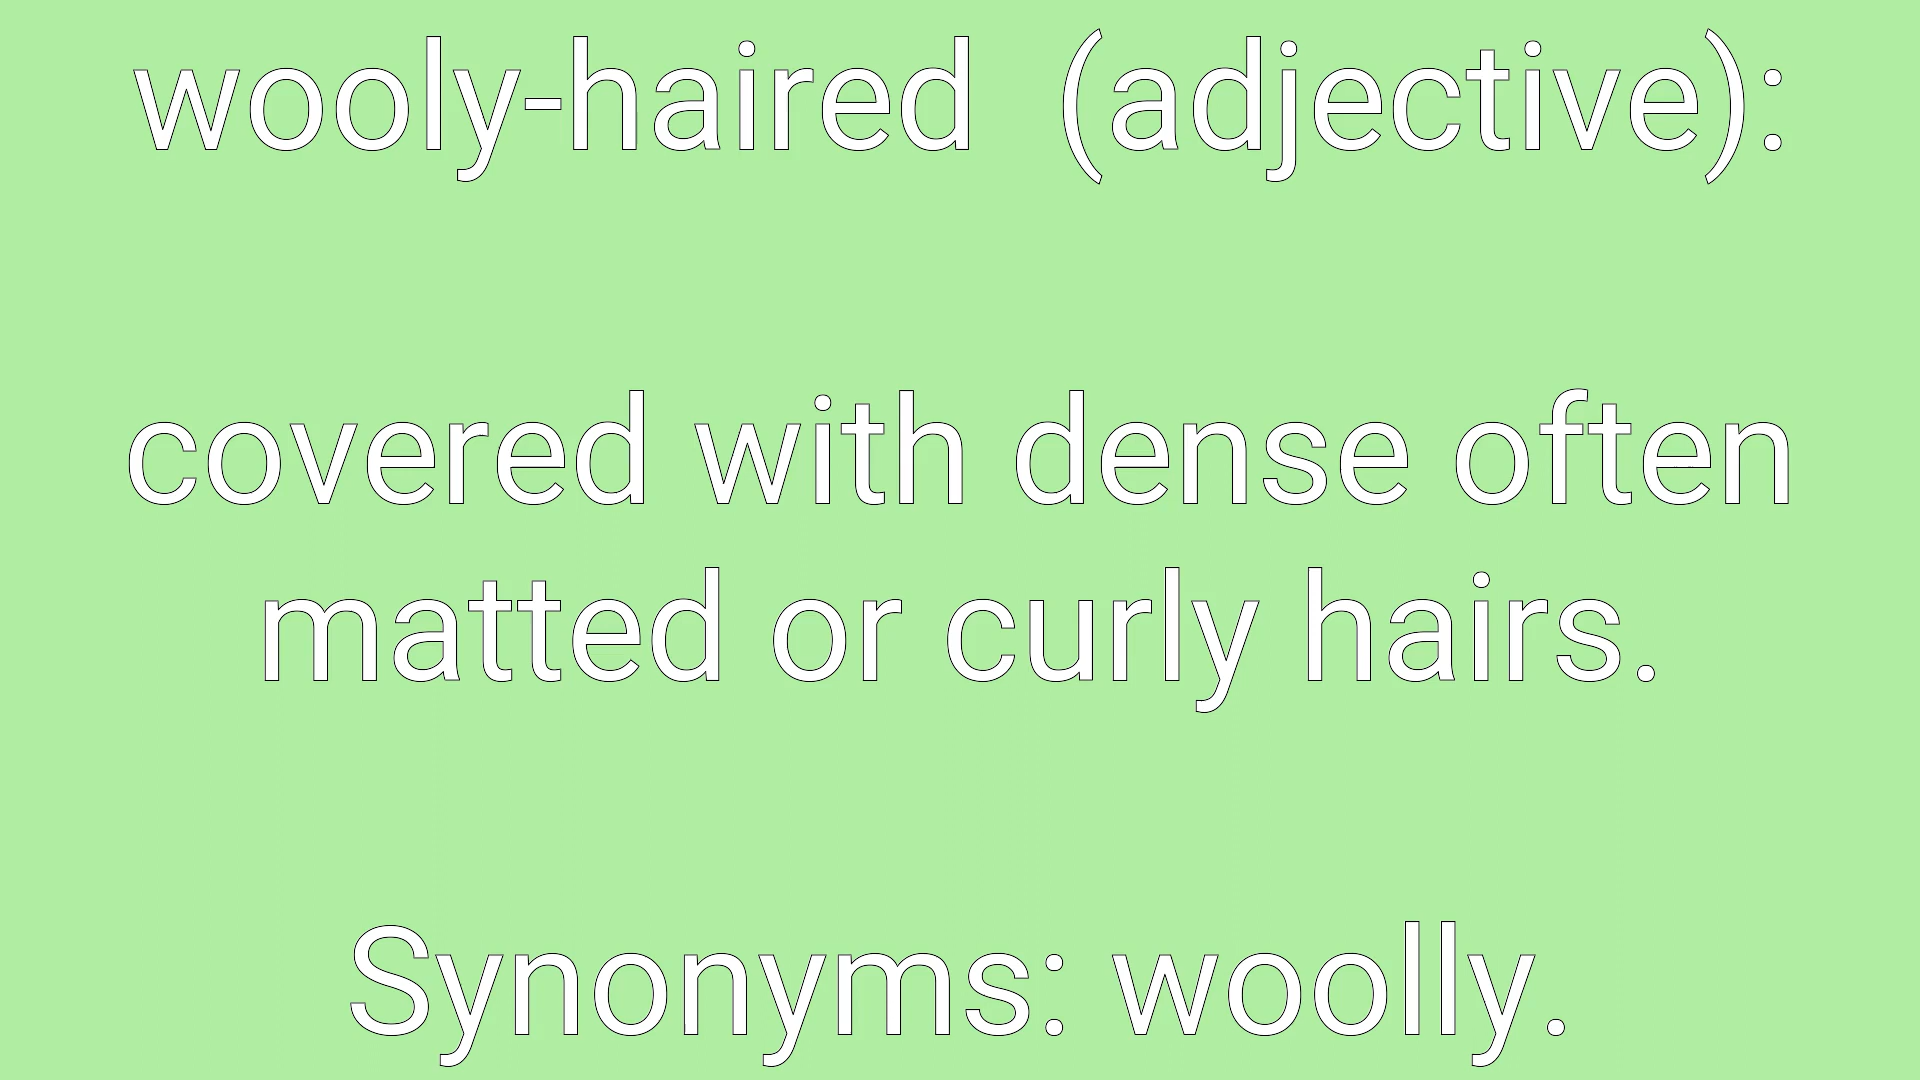 wooly-haired  (adjective):
covered with dense often
matted or curly hairs.
Synonyms: woolly.